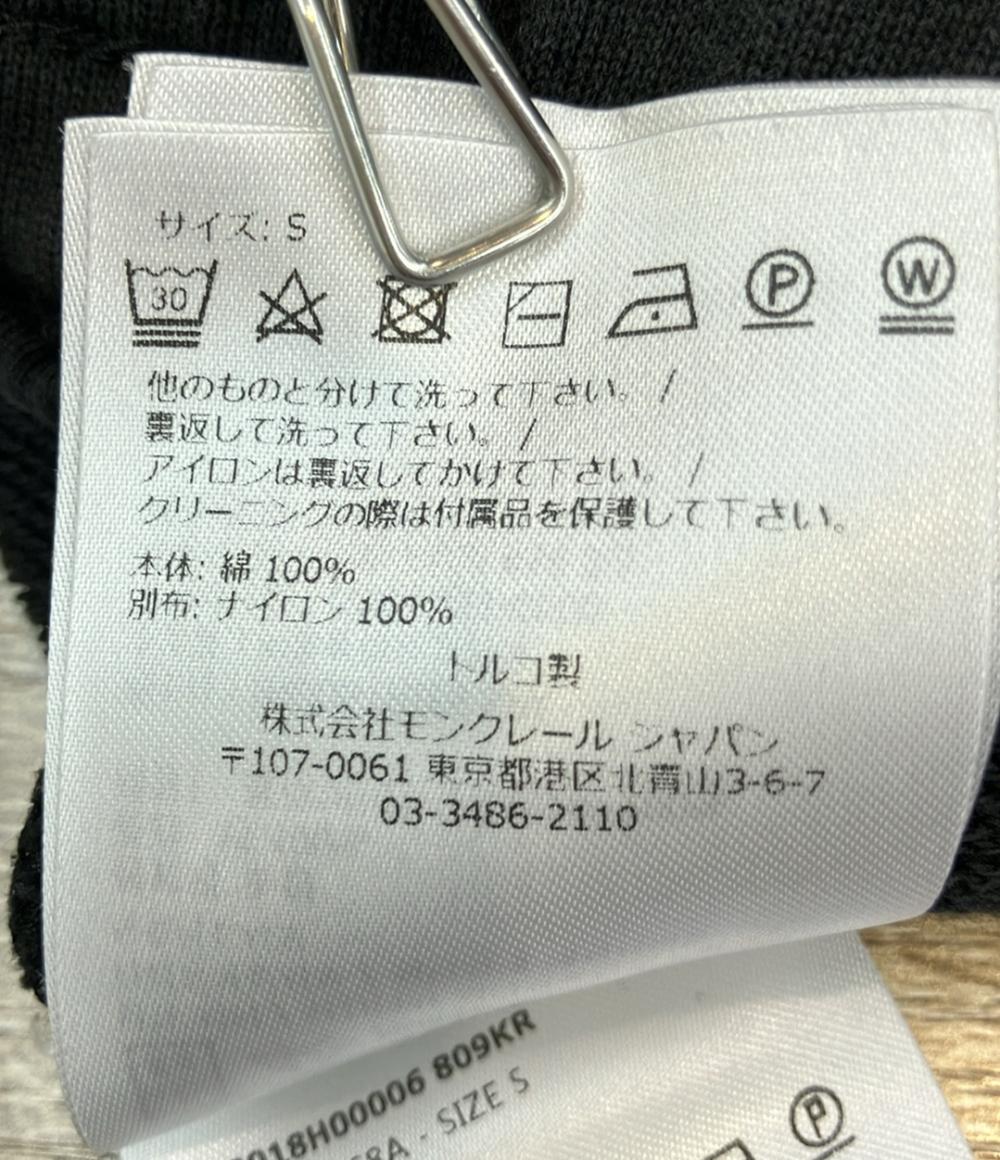 サイズ: S
30
P
W
他のものと分けて洗って下さい。 /
裏返して洗って下さい。 /
アイロンは裏返してかけて下さい。 /
クリーニングの際は付属品を保護して下さい。
本体: 綿 100%
別布: ナイロン 100%
トルコ製
株式会社モンクレール ジャパン
〒107-0061 東京都港区北青山3-6-7
03-3486-2110
018H00006 809KR
- SIZE S
P